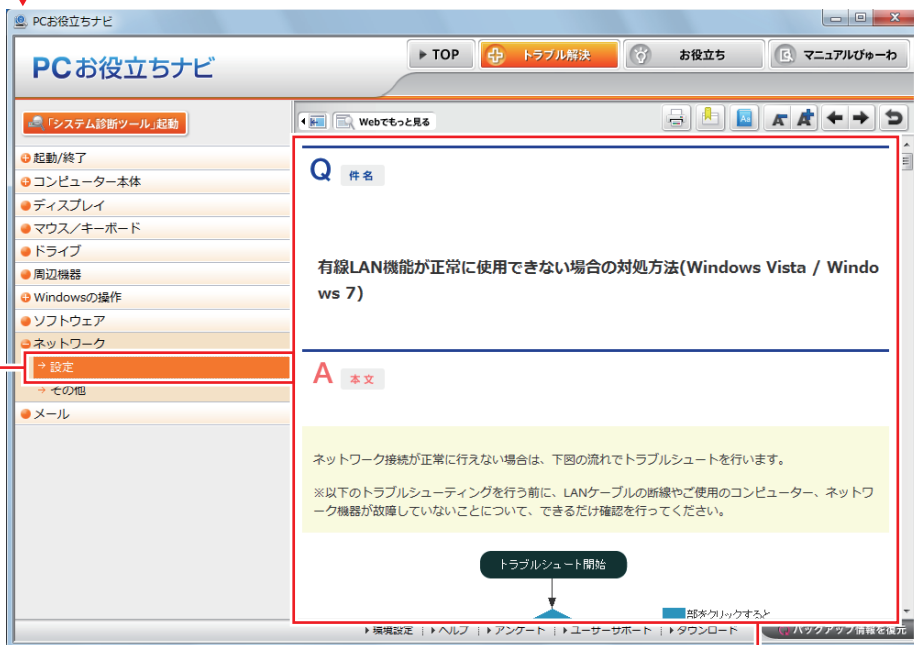 PCお役立ちナビ
PCお役立ちナビ
TOP
トラブル解決
お役立ち
マニュアルびゅーわ
「システム診断ツール」起動
Webでもっと見る
起動/終了
コンピューター本体
ディスプレイ
マウス／キーボード
ドライブ
周辺機器
Windowsの操作
ソフトウェア
ネットワーク
設定
その他
メール
Q 件名
有線LAN機能が正常に使用できない場合の対処方法(Windows Vista / Windo
ws 7)
A 本文
ネットワーク接続が正常に行えない場合は、下図の流れでトラブルシュートを行います。
※以下のトラブルシューティングを行う前に、LANケーブルの断線やご使用のコンピューター、ネットワ
ーク機器が故障していないことについて、できるだけ確認を行ってください。
トラブルシュート開始
部をクリックすると
環境設定 ヘルプ アンケート ユーザーサポート ダウンロード
バックアップ情報を復元